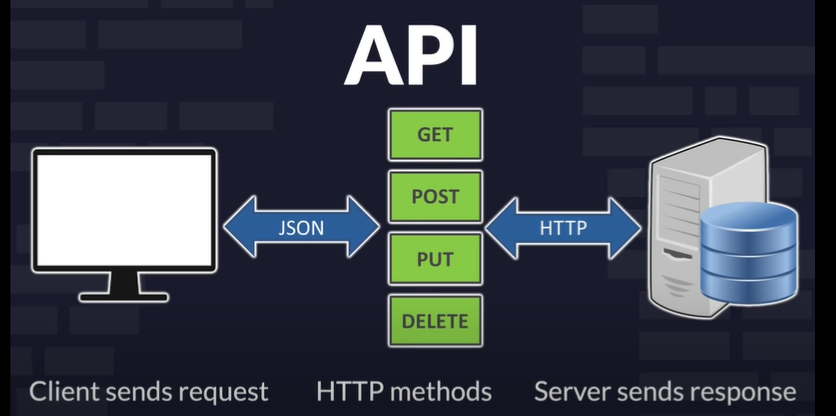 API
GET
POST
JSON
HTTP
PUT
DELETE
Client sends request
HTTP methods
Server sends response